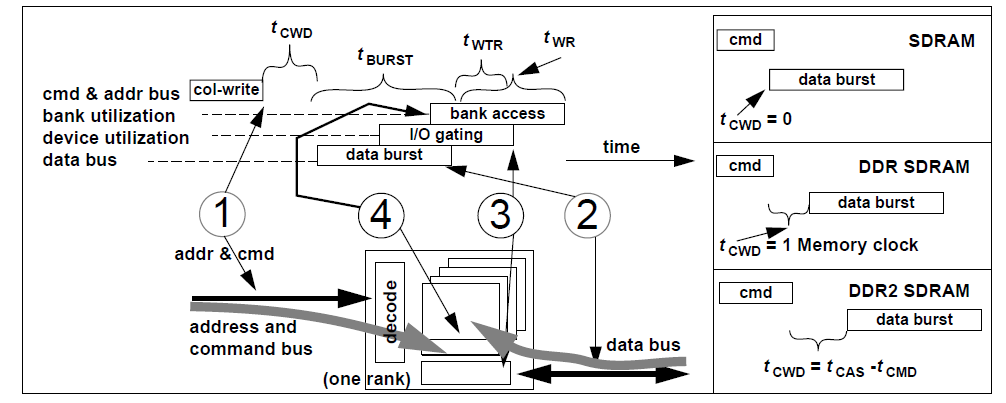 tCWD
tBURST
tWTR
tWR
cmd & addr bus
col-write
bank utilization
bank access
device utilization
I/O gating
data bus
data burst
time
1
4
3
2
addr & cmd
decode
address and
command bus
data bus
(one rank)
SDRAM
cmd
data burst
tCWD = 0
DDR SDRAM
cmd
data burst
tCWD = 1 Memory clock
DDR2 SDRAM
cmd
data burst
tCWD = tCAS -tCMD